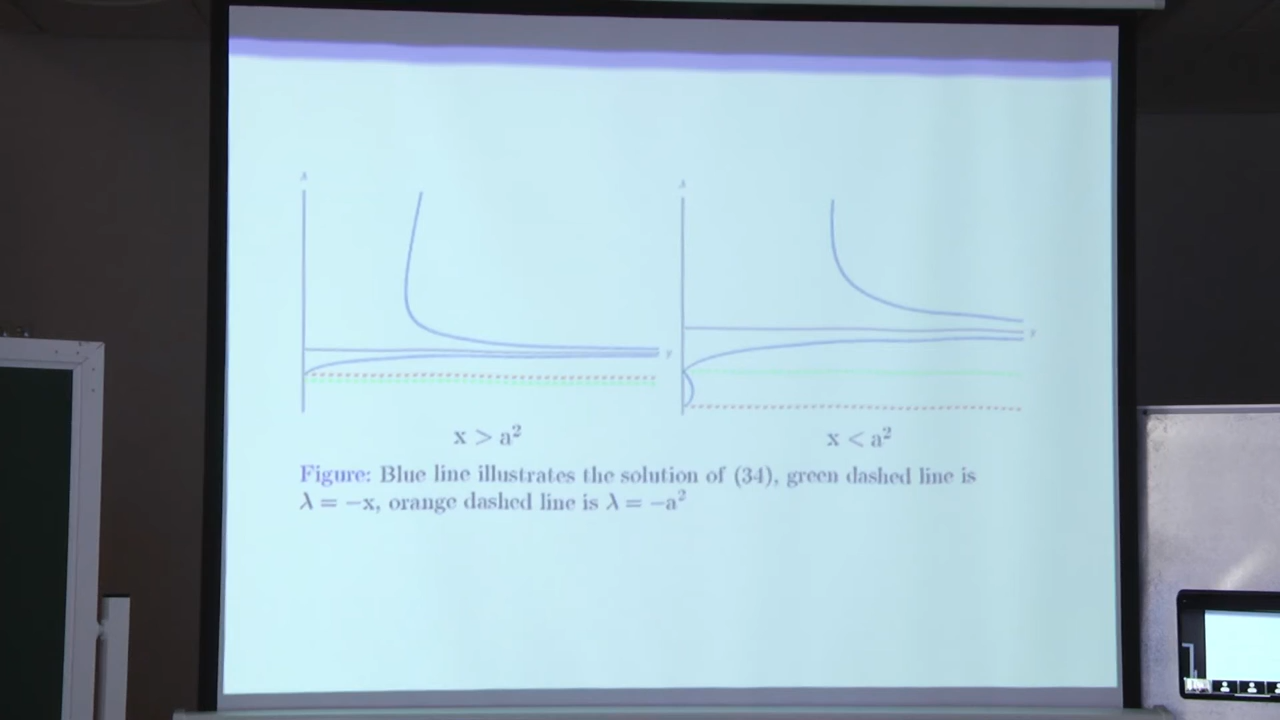 λ
λ
x > a²
x < a²
Figure: Blue line illustrates the solution of (34), green dashed line is
λ = −x, orange dashed line is λ = −a²